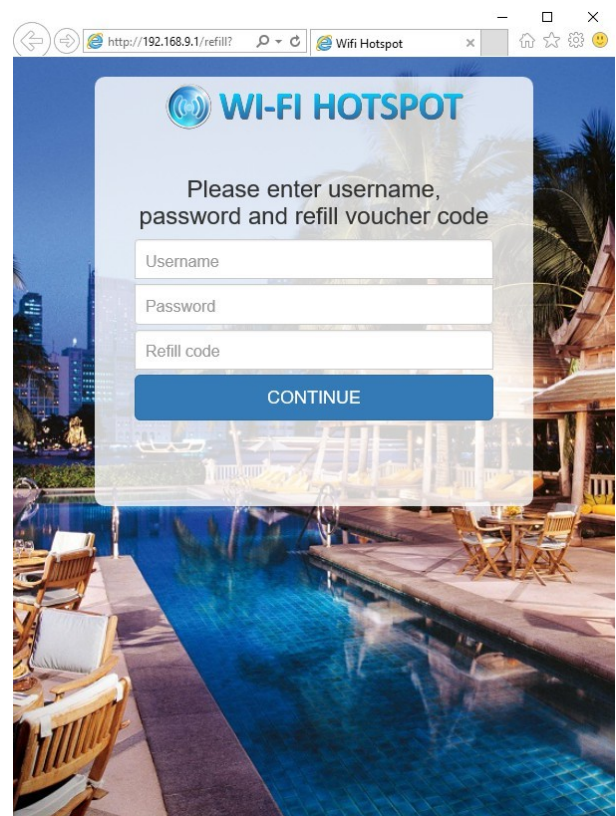 http://192.168.9.1/refill?
Wifi Hotspot
WI-FI HOTSPOT
Please enter username,
password and refill voucher code
Username
Password
Refill code
CONTINUE